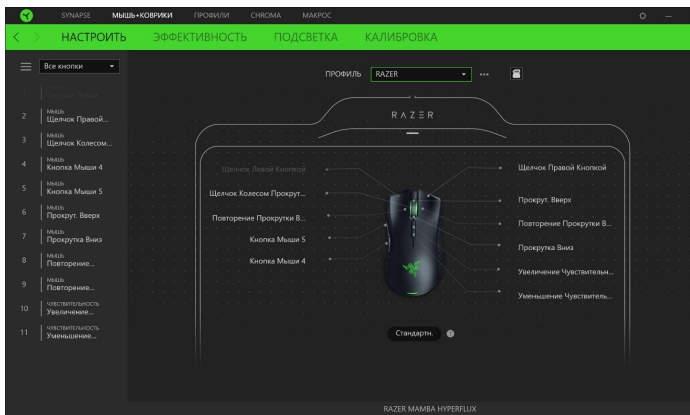 SYNAPSE МЫШЬ+КОВРИКИ ПРОФИЛИ CHROMA МАКРОС
НАСТРОИТЬ ЭФФЕКТИВНОСТЬ ПОДСВЕТКА КАЛИБРОВКА
Все кнопки
ПРОФИЛЬ RAZER
1
2 МЫШЬ
Щелчок Правой...
3 МЫШЬ
Щелчок Колесом...
4 МЫШЬ
Кнопка Мыши 4
5 МЫШЬ
Кнопка Мыши 5
6 МЫШЬ
Прокрут. Вверх
7 МЫШЬ
Прокрутка Вниз
8 МЫШЬ
Повторение...
9 МЫШЬ
Повторение...
10 ЧУВСТВИТЕЛЬНОСТЬ
Увеличение...
11 ЧУВСТВИТЕЛЬНОСТЬ
Уменьшение...
RAZER
Щелчок Левой Кнопкой
Щелчок Колесом Прокрут...
Повторение Прокрутки В...
Кнопка Мыши 5
Кнопка Мыши 4
Щелчок Правой Кнопкой
Прокрут. Вверх
Повторение Прокрутки В...
Прокрутка Вниз
Увеличение Чувствительн...
Уменьшение Чувствитель...
Стандартн. ?
RAZER MAMBA HYPERFLUX